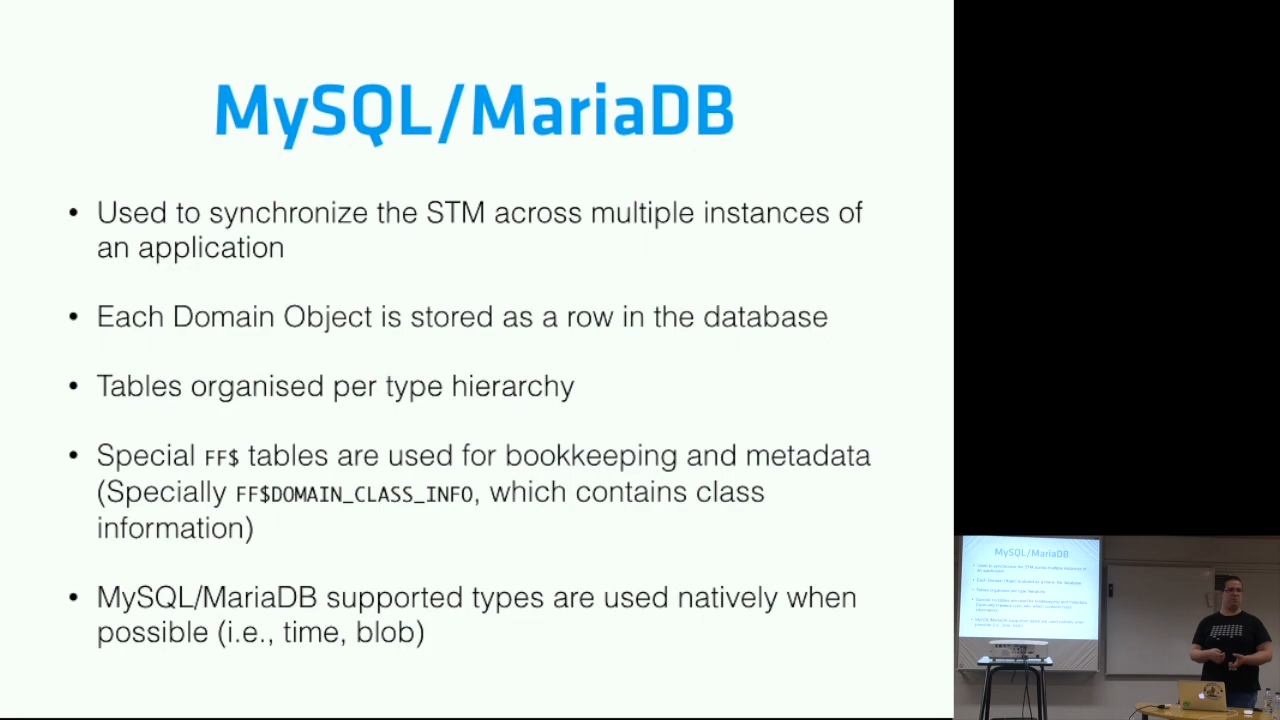 MySQL/MariaDB
• Used to synchronize the STM across multiple instances of
an application
• Each Domain Object is stored as a row in the database
• Tables organised per type hierarchy
• Special FF$ tables are used for bookkeeping and metadata
(Specially FF$DOMAIN_CLASS_INFO, which contains class
information)
• MySQL/MariaDB supported types are used natively when
possible (i.e., time, blob)
MySQL/MariaDB